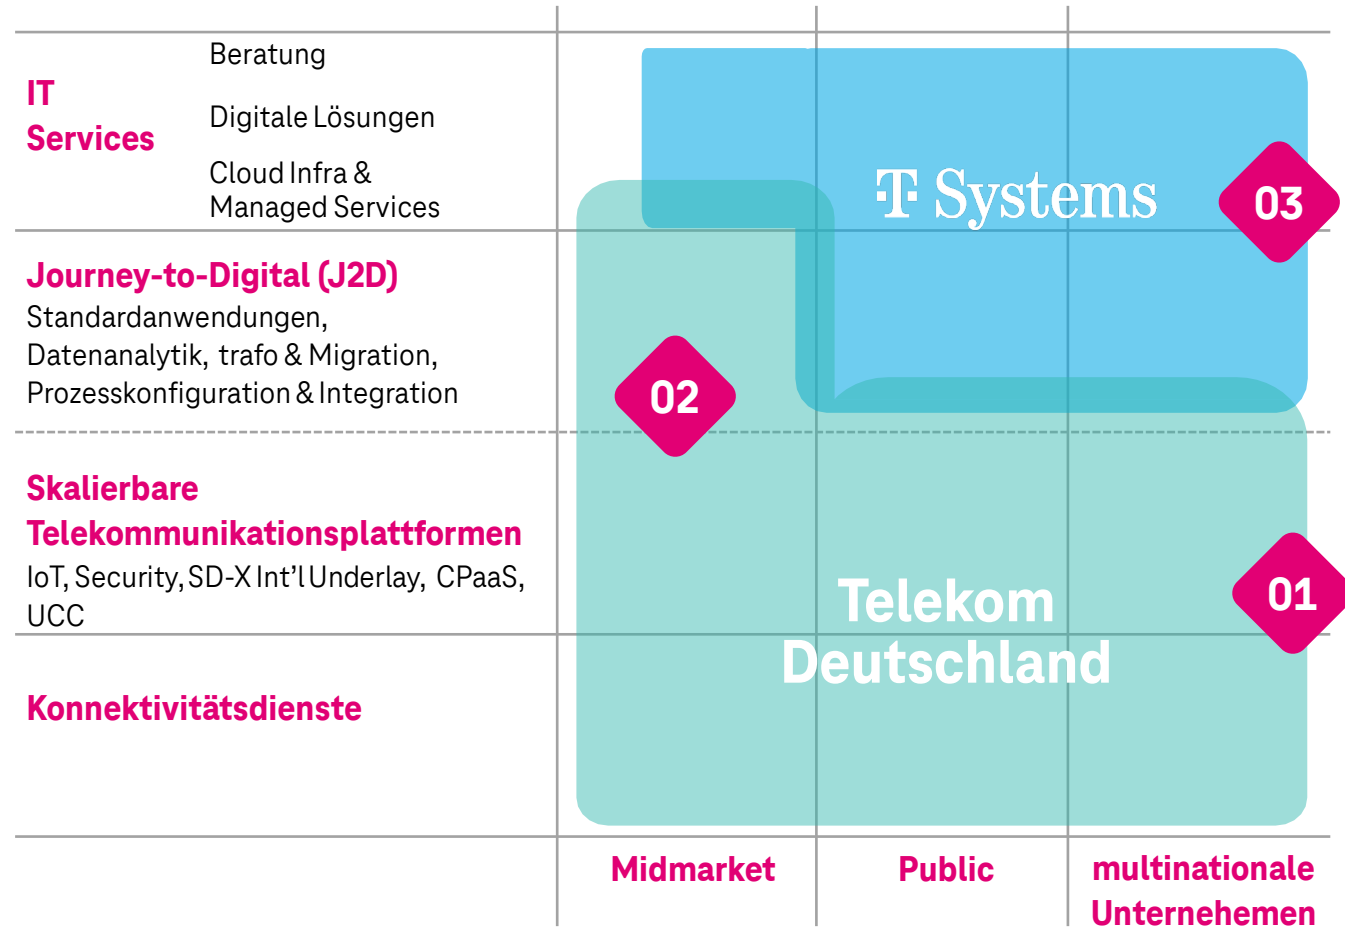 IT
Services
Beratung
Digitale Lösungen
Cloud Infra &
Managed Services
T Systems
03
Journey-to-Digital (J2D)
Standardanwendungen,
Datenanalytik, trafo & Migration,
Prozesskonfiguration & Integration
02
Skalierbare
Telekommunikationsplattformen
IoT, Security, SD-X Int'l Underlay, CPaaS,
UCC
Telekom
Deutschland
01
Konnektivitätsdienste
Midmarket
Public
multinationale
Unternehemen